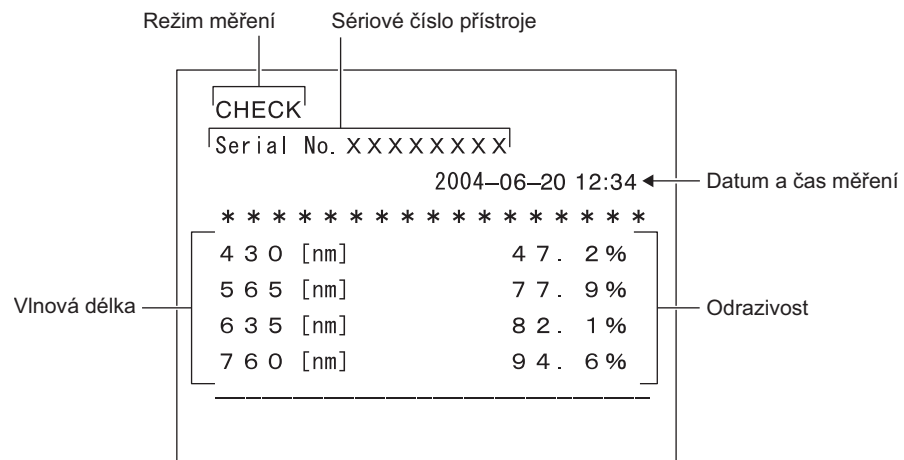 Režim měření Sériové číslo přístroje
CHECK
Serial No. XXXXXXXX
2004–06–20 12:34 Datum a čas měření
* * * * * * * * * * * * * * * * *
430 [nm] 47. 2%
565 [nm] 77. 9%
Vlnová délka Odrazivost
635 [nm] 82. 1%
760 [nm] 94. 6%